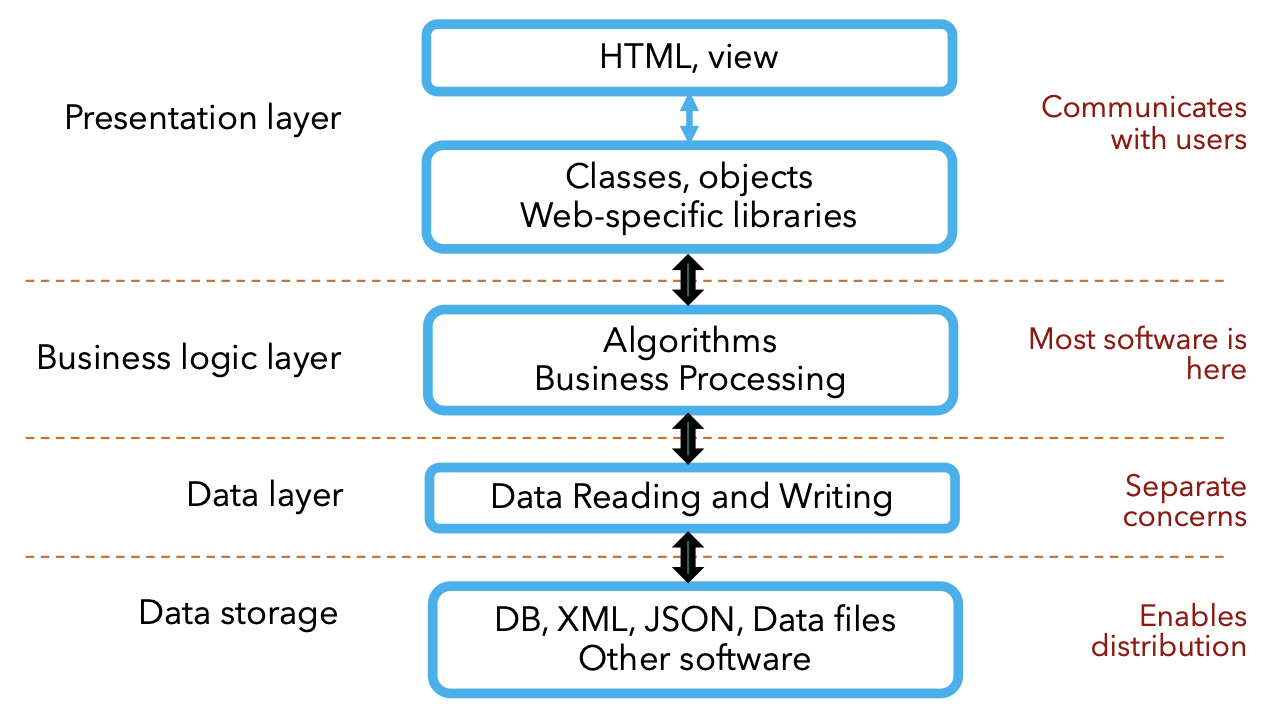 HTML, view
Presentation layer
Communicates
with users
Classes, objects
Web-specific libraries
Business logic layer
Algorithms
Business Processing
Most software is
here
Data layer
Data Reading and Writing
Separate
concerns
Data storage
DB, XML, JSON, Data files
Other software
Enables
distribution